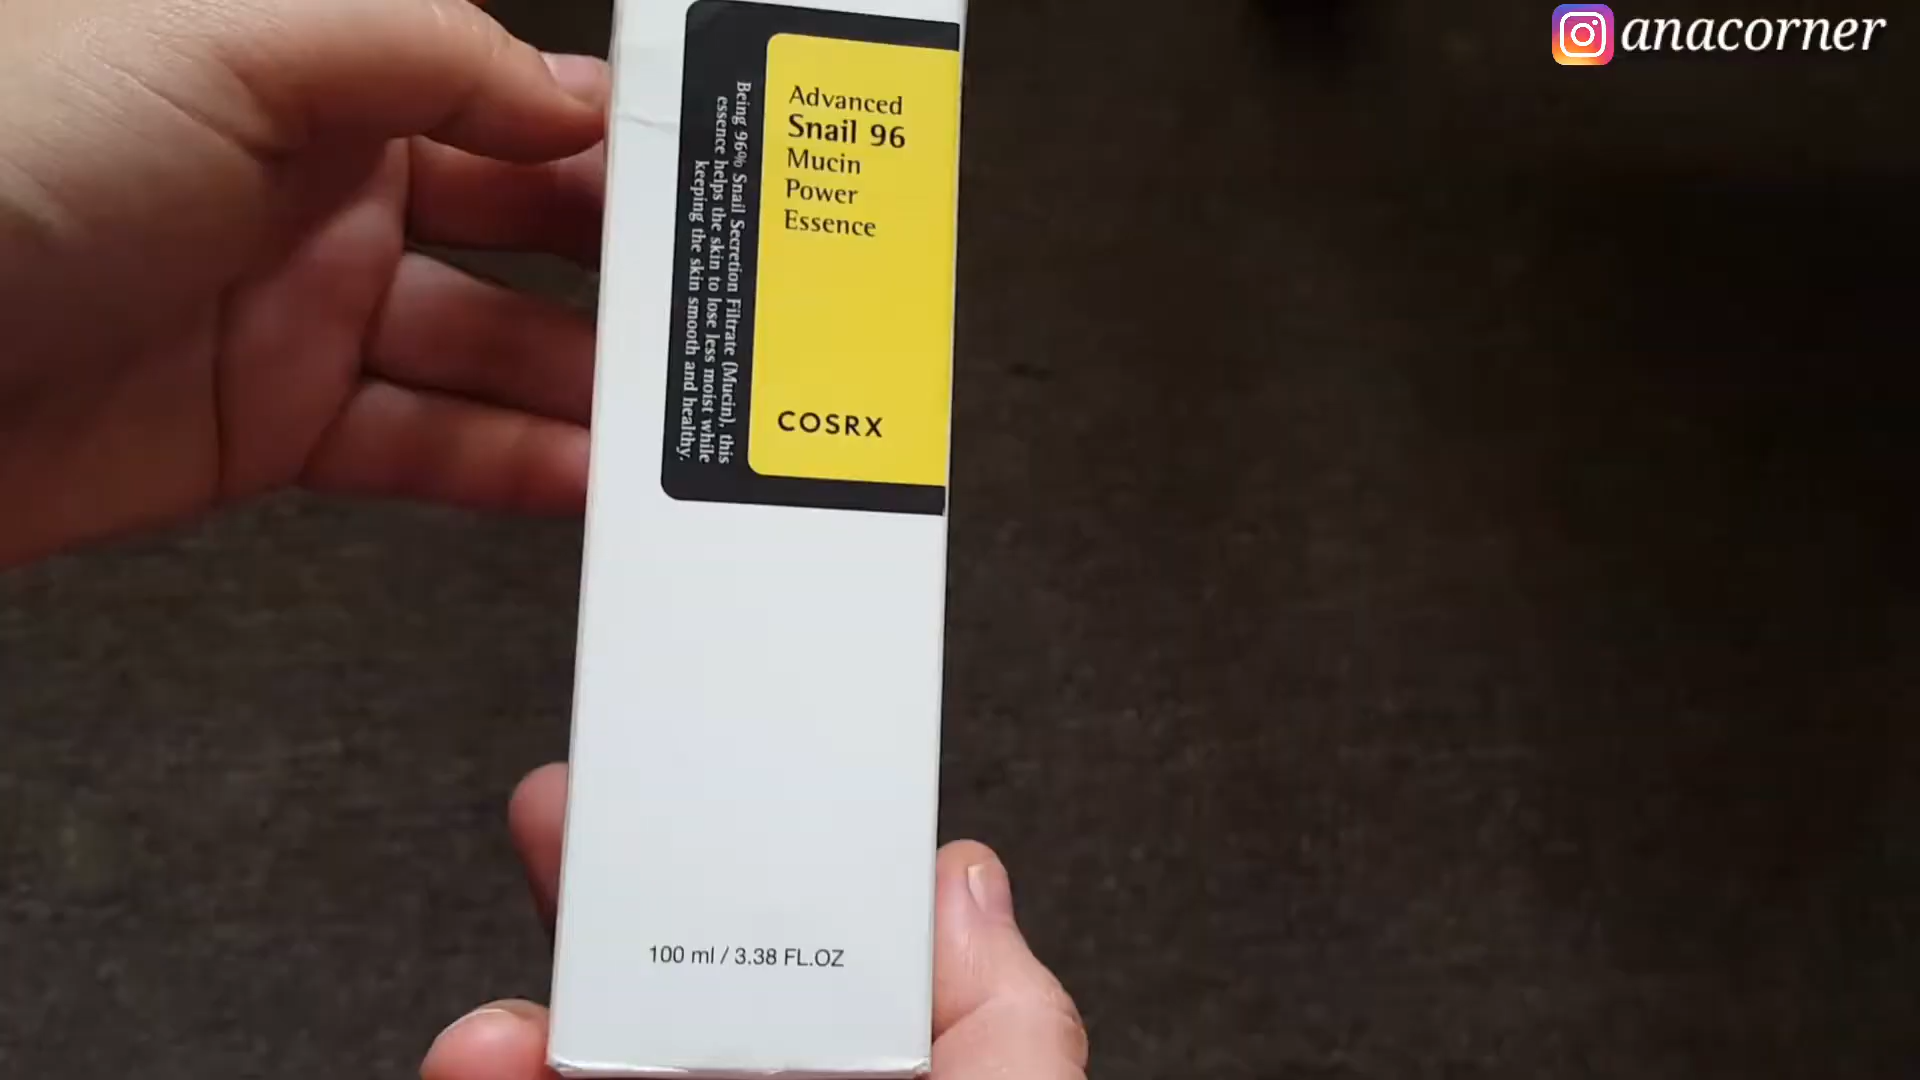 anacorner
Advanced
Snail 96
Mucin
Power
Essence
COSRX
Being 96% Snail Secretion Filtrate (Mucin), this
essence helps the skin to lose less moist while
keeping the skin smooth and healthy.
100 ml / 3.38 FL.OZ